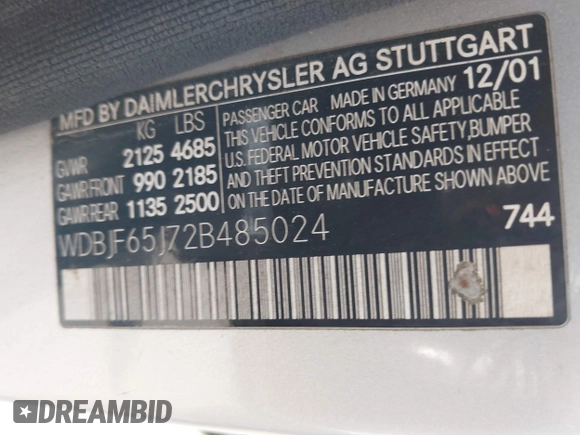 MFD BY DAIMLERCHRYSLER AG STUTTGART
KG LBS
GVWR 2125 4685
GAWR FRONT 990 2185
GAWR REAR 1135 2500
PASSENGER CAR MADE IN GERMANY 12/01
THIS VEHICLE CONFORMS TO ALL APPLICABLE
U.S. FEDERAL MOTOR VEHICLE SAFETY,BUMPER
AND THEFT PREVENTION STANDARDS IN EFFECT
ON THE DATE OF MANUFACTURE SHOWN ABOVE.
WDBJF65J72B485024
744
DREAMBID